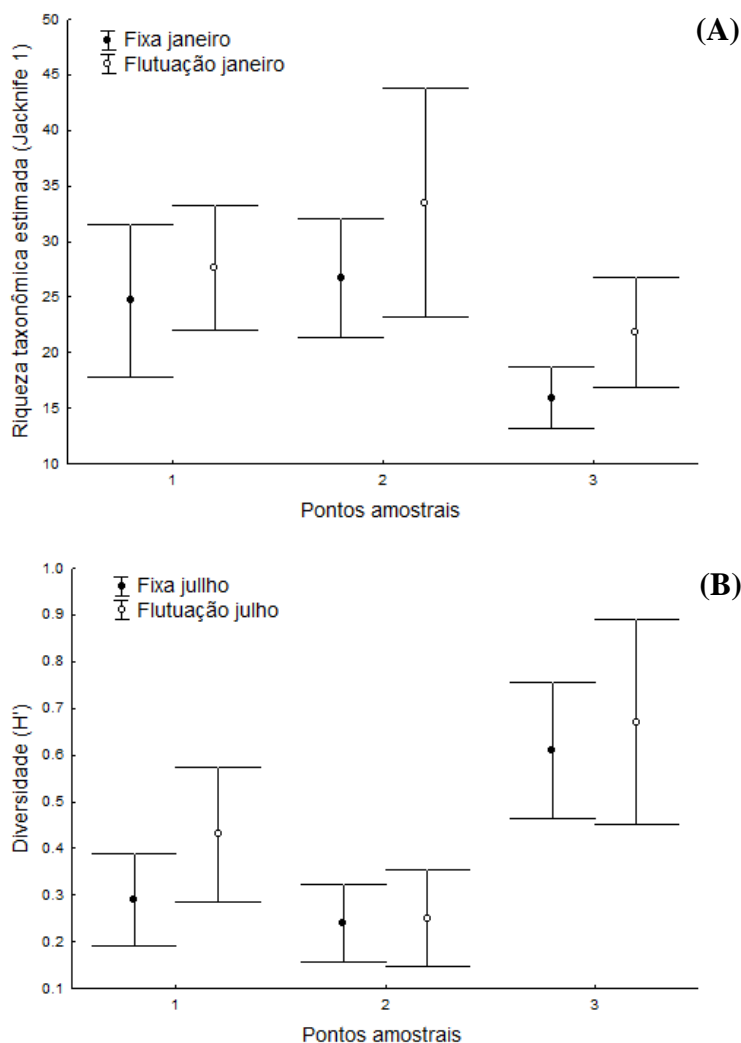 (A)
Fixa janeiro
Flutuação janeiro
Riqueza taxonômica estimada (Jacknife 1)
50
45
40
35
30
25
20
15
10
1 2 3
Pontos amostrais
(B)
Fixa jullho
Flutuação julho
Diversidade (H')
1.0
0.9
0.8
0.7
0.6
0.5
0.4
0.3
0.2
0.1
1 2 3
Pontos amostrais